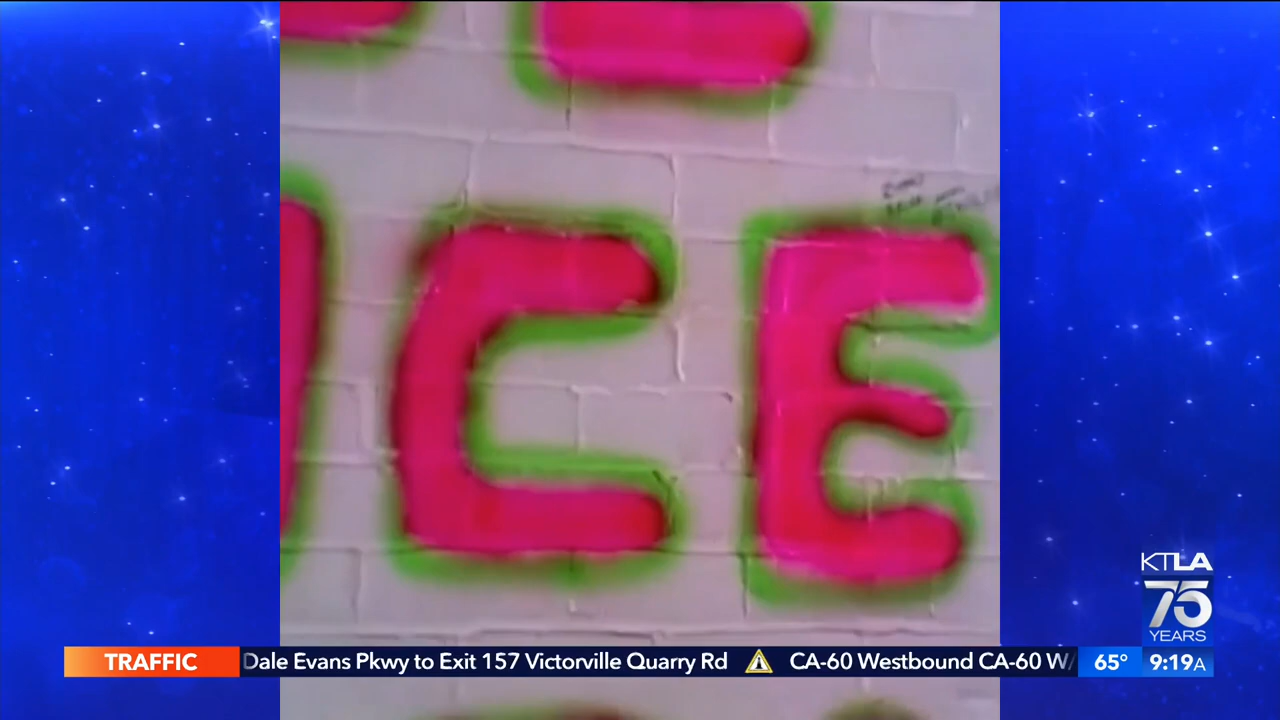 CE
KTLA
75
YEARS
TRAFFIC Dale Evans Pkwy to Exit 157 Victorville Quarry Rd CA-60 Westbound CA-60 W/ 65° 9:19A